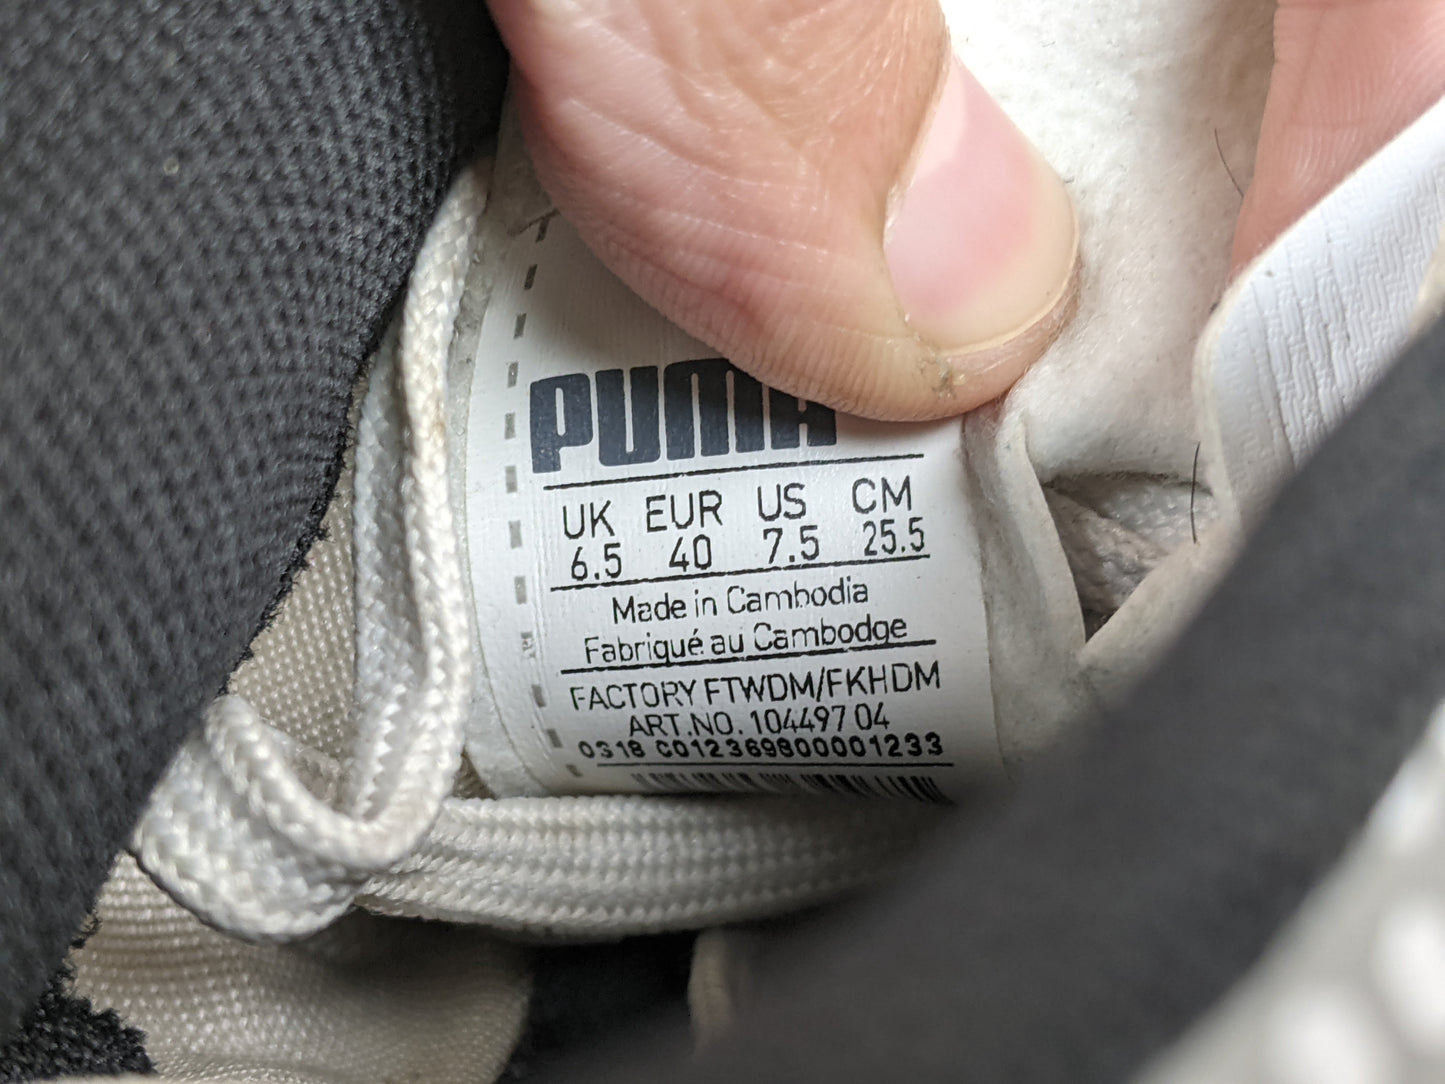 PUMA
UK EUR US CM
6.5 40 7.5 25.5
Made in Cambodia
Fabriqué au Cambodge
FACTORY FTWDM/FKHDM
ART.NO. 104497 04
0318 C012369800001233